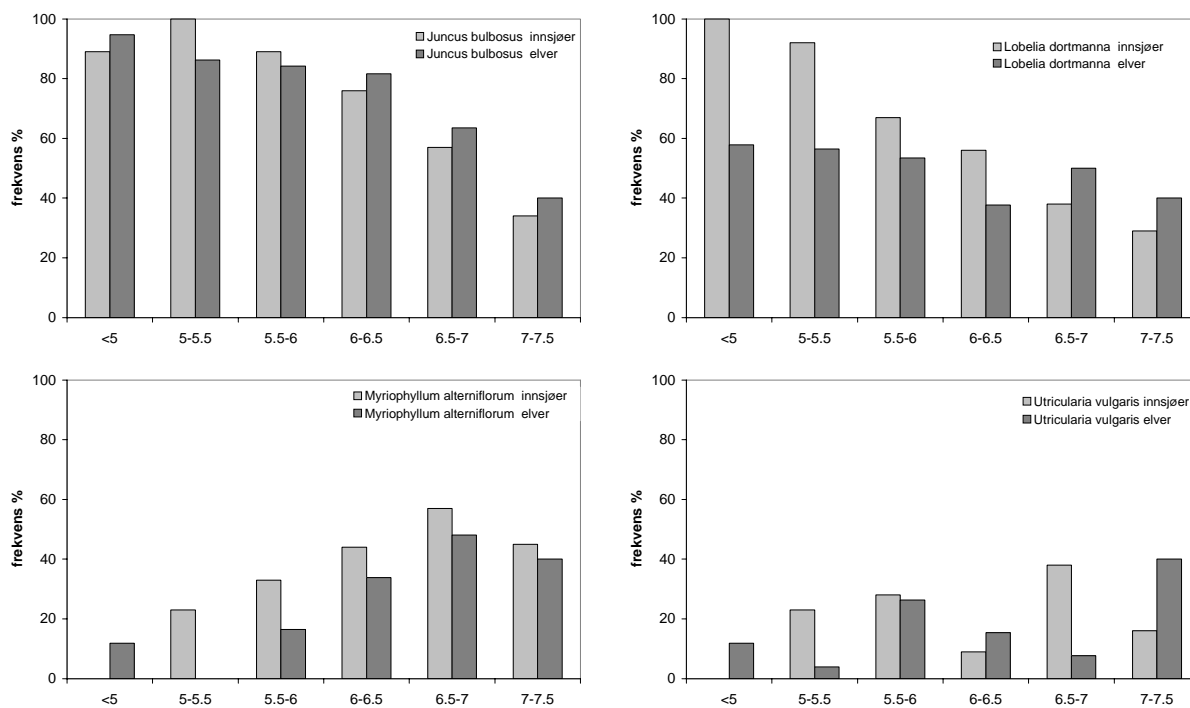 100
80
60
40
20
0
frekvens %
Juncus bulbosus innsjøer
Juncus bulbosus elver
<5 5-5.5 5.5-6 6-6.5 6.5-7 7-7.5
100
80
60
40
20
0
frekvens %
Lobelia dortmanna innsjøer
Lobelia dortmanna elver
<5 5-5.5 5.5-6 6-6.5 6.5-7 7-7.5
100
80
60
40
20
0
frekvens %
Myriophyllum alterniflorum innsjøer
Myriophyllum alterniflorum elver
<5 5-5.5 5.5-6 6-6.5 6.5-7 7-7.5
100
80
60
40
20
0
frekvens %
Utricularia vulgaris innsjøer
Utricularia vulgaris elver
<5 5-5.5 5.5-6 6-6.5 6.5-7 7-7.5